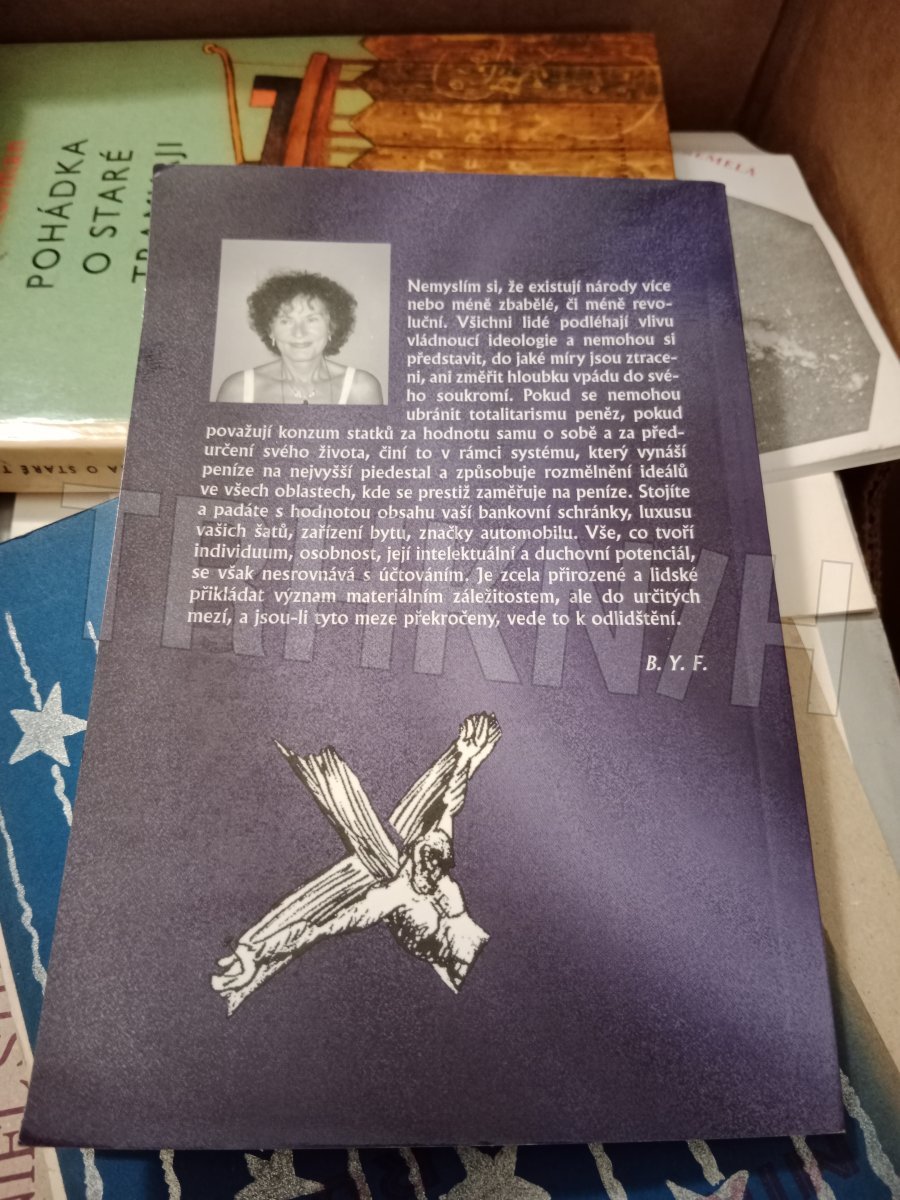 POHÁDKA
O STARÉ
EMELA
Nemyslím si, že existují národy více
nebo méně zbabělé, či méně revo-
luční. Všichni lidé podléhají vlivu
vládnoucí ideologie a nemohou si
představit, do jaké míry jsou ztrace-
ni, ani změřit hloubku vpádu do své-
ho soukromí. Pokud se nemohou
ubránit totalitarismu peněz, pokud
považují konzum statků za hodnotu samu o sobě a za před-
určení svého života, činí to v rámci systému, který vynáší
peníze na nejvyšší piedestal a způsobuje rozmělnění ideálů
ve všech oblastech, kde se prestiž zaměřuje na peníze. Stojíte
a padáte s hodnotou obsahu vaší bankovní schránky, luxusu
vašich šatů, zařízení bytu, značky automobilu. Vše, co tvoří
individuum, osobnost, její intelektuální a duchovní potenciál,
se však nesrovnává s účtováním. Je zcela přirozené a lidské
přikládat význam materiálním záležitostem, ale do určitých
mezí, a jsou-li tyto meze překročeny, vede to k odlidštění.
B. Y. F.
A O STARÉ T
TRHKNIH